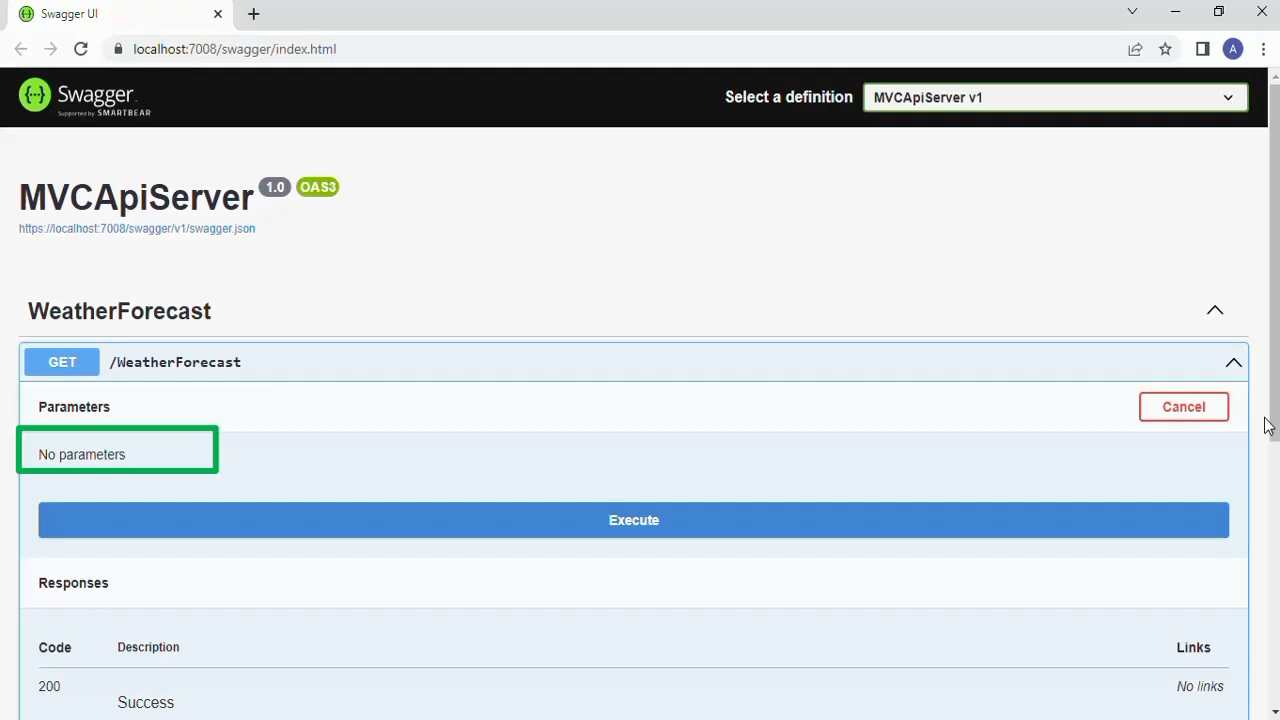 Swagger UI
localhost:7008/swagger/index.html
A
Swagger
Supported by SMARTBEAR
Select a definition
MVCApiServer v1
MVCApiServer 1.0 OAS3
https://localhost:7008/swagger/v1/swagger.json
WeatherForecast
GET /WeatherForecast
Parameters
Cancel
No parameters
Execute
Responses
Code Description Links
200 Success No links